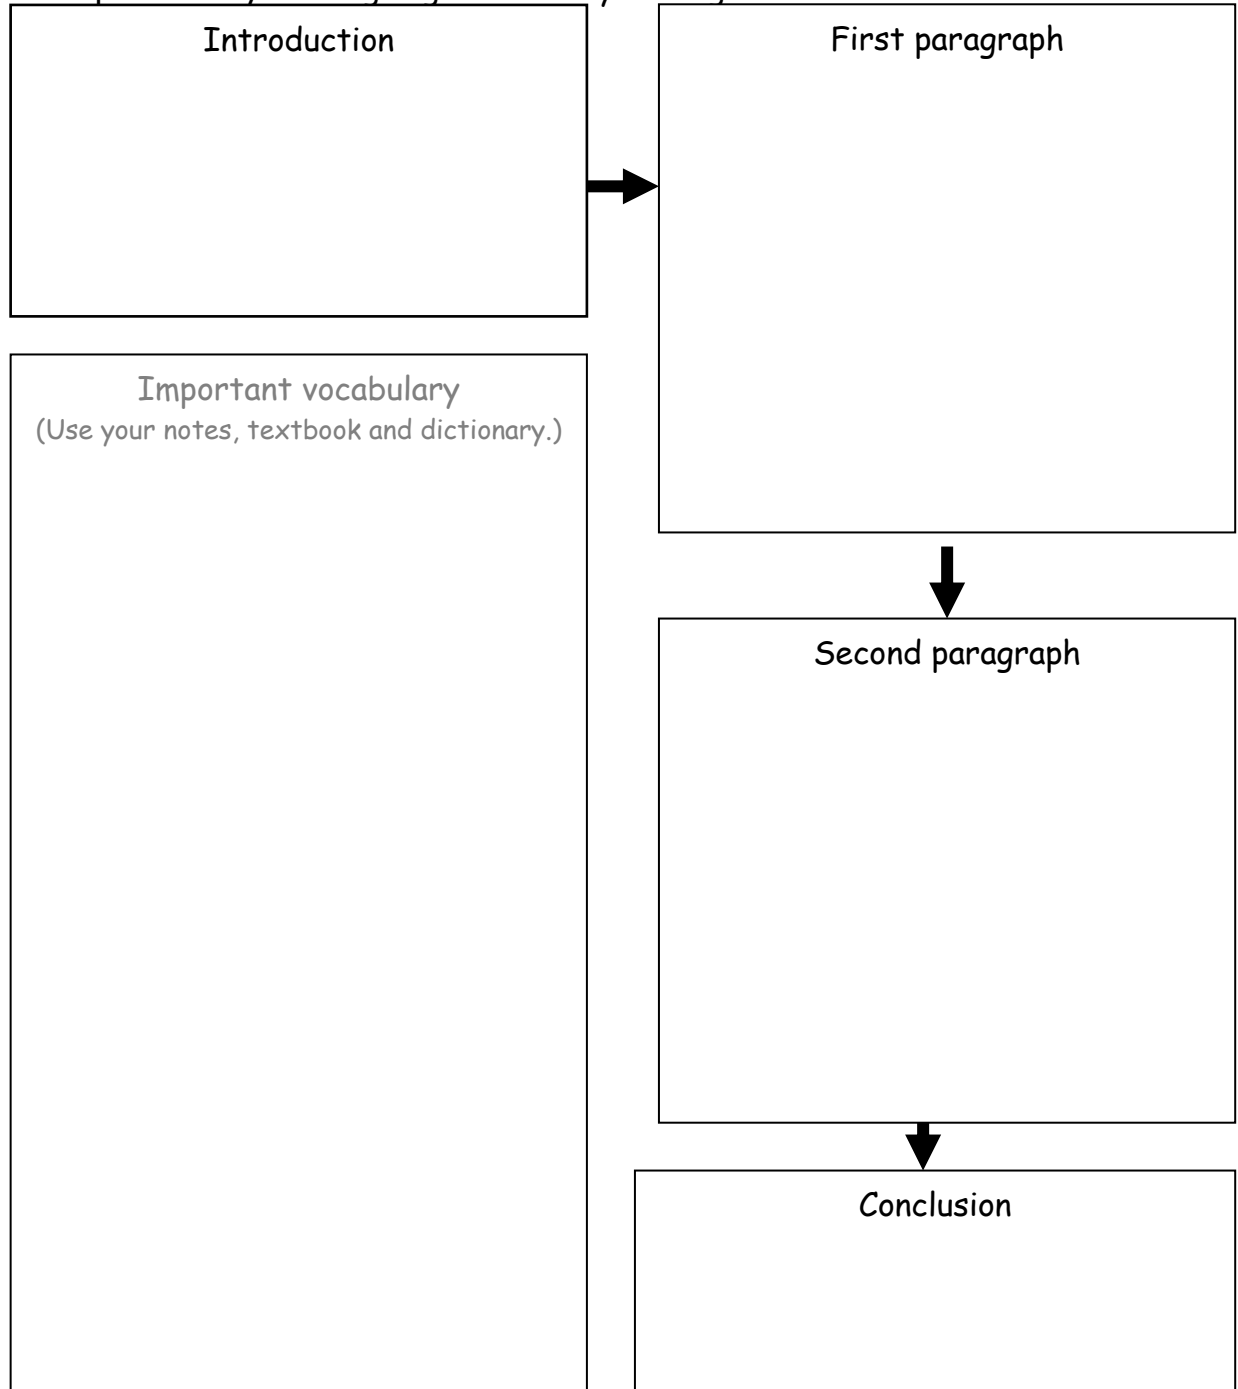 Introduction
First paragraph
Important vocabulary
(Use your notes, textbook and dictionary.)
Second paragraph
Conclusion